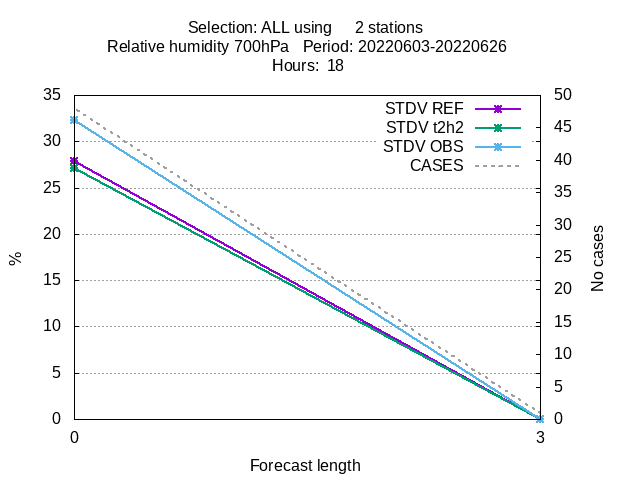 Selection: ALL using 2 stations
Relative humidity 700hPa Period: 20220603-20220626
Hours: 18
STDV REF
STDV t2h2
STDV OBS
CASES
35
30
25
20
15
10
5
0
50
45
40
35
30
25
20
15
10
5
0
%
No cases
0
3
Forecast length